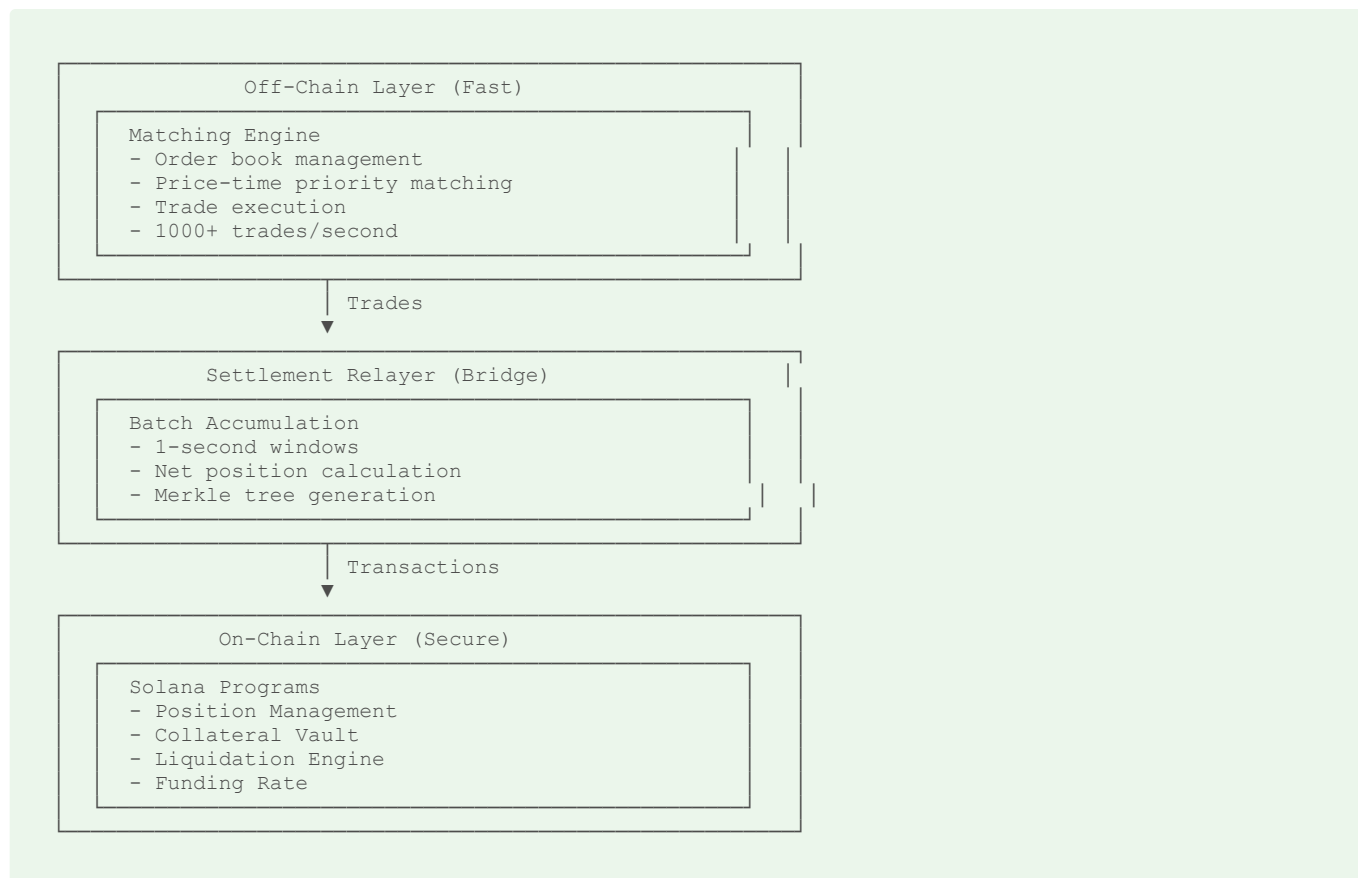 Off-Chain Layer (Fast)
Matching Engine
- Order book management
- Price-time priority matching
- Trade execution
- 1000+ trades/second
Trades
Settlement Relayer (Bridge)
Batch Accumulation
- 1-second windows
- Net position calculation
- Merkle tree generation
Transactions
On-Chain Layer (Secure)
Solana Programs
- Position Management
- Collateral Vault
- Liquidation Engine
- Funding Rate